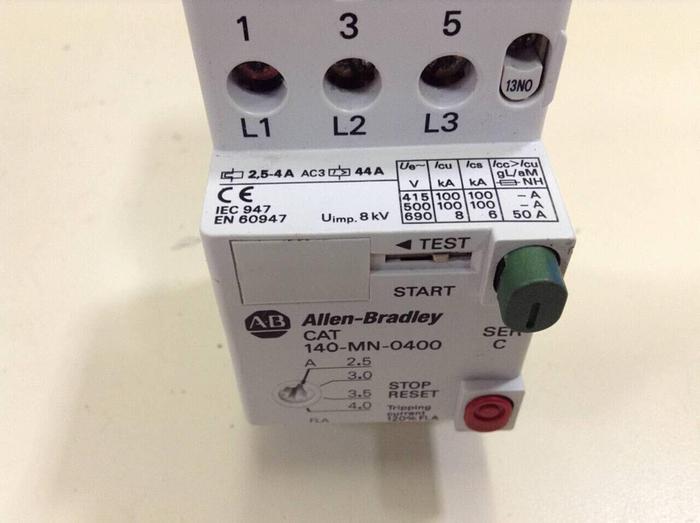 1 3 5
13NO
L1 L2 L3
2,5-4A AC3 44A
CE
IEC 947
EN 60947
Uimp. 8 kV
Ue~ Icu Ics Icc>Icu
gL/aM
V kA kA NH
415 100 100 – A
500 100 100 – A
690 8 6 50 A
◄ TEST
START
AB Allen-Bradley
CAT
140-MN-0400
SER
C
A 2.5
3.0
3.5
4.0
FLA
STOP
RESET
Tripping
current
120% FLA